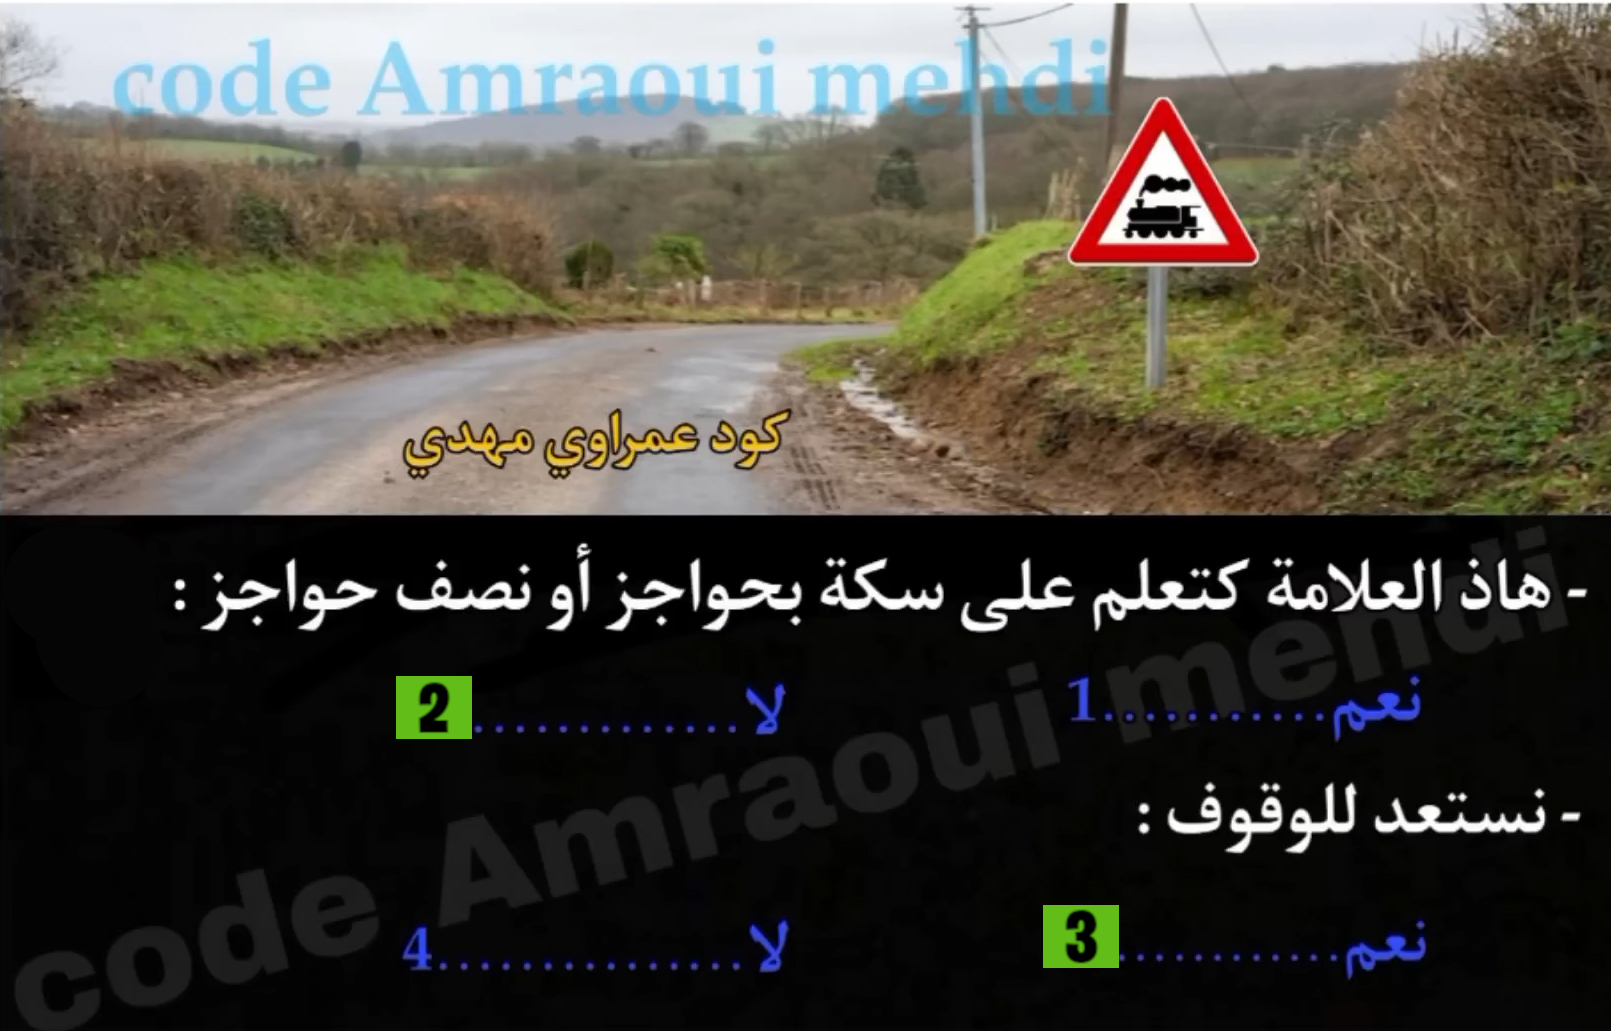 code Amraoui mehdi
كود عمراوي مهدي
- هاذ العلامة كتعلم على سكة بحواجز أو نصف حواجز :
نعم...........1 لا.............2
- نستعد للوقوف :
نعم...........3 لا...............4
code Amraoui mehdi